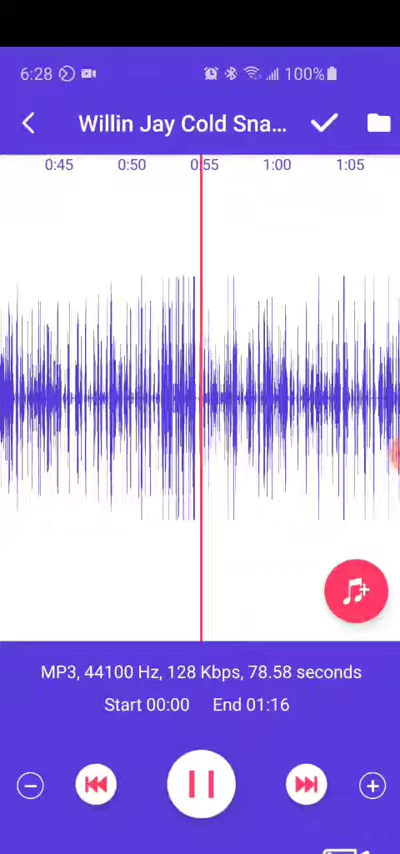 6:28 100%
Willin Jay Cold Sna...
0:45 0:50 0:55 1:00 1:05
MP3, 44100 Hz, 128 Kbps, 78.58 seconds
Start 00:00 End 01:16